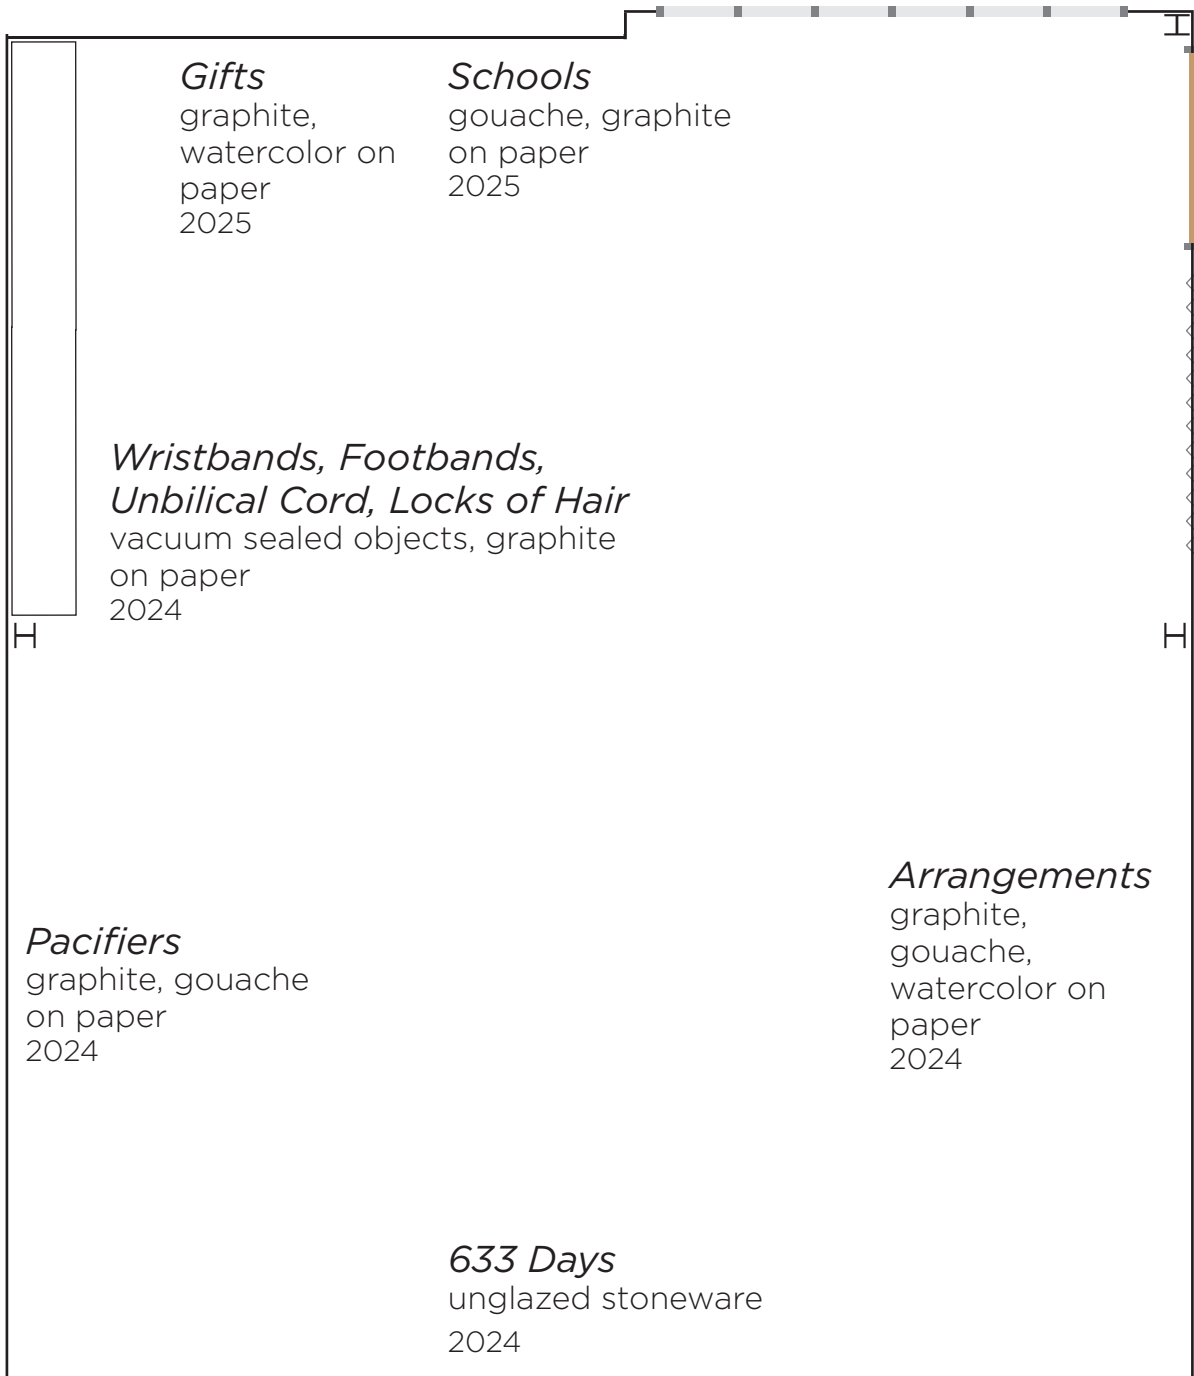 Gifts
graphite,
watercolor on
paper
2025
Schools
gouache, graphite
on paper
2025
Wristbands, Footbands,
Unbilical Cord, Locks of Hair
vacuum sealed objects, graphite
on paper
2024
Arrangements
graphite,
gouache,
watercolor on
paper
2024
Pacifiers
graphite, gouache
on paper
2024
633 Days
unglazed stoneware
2024